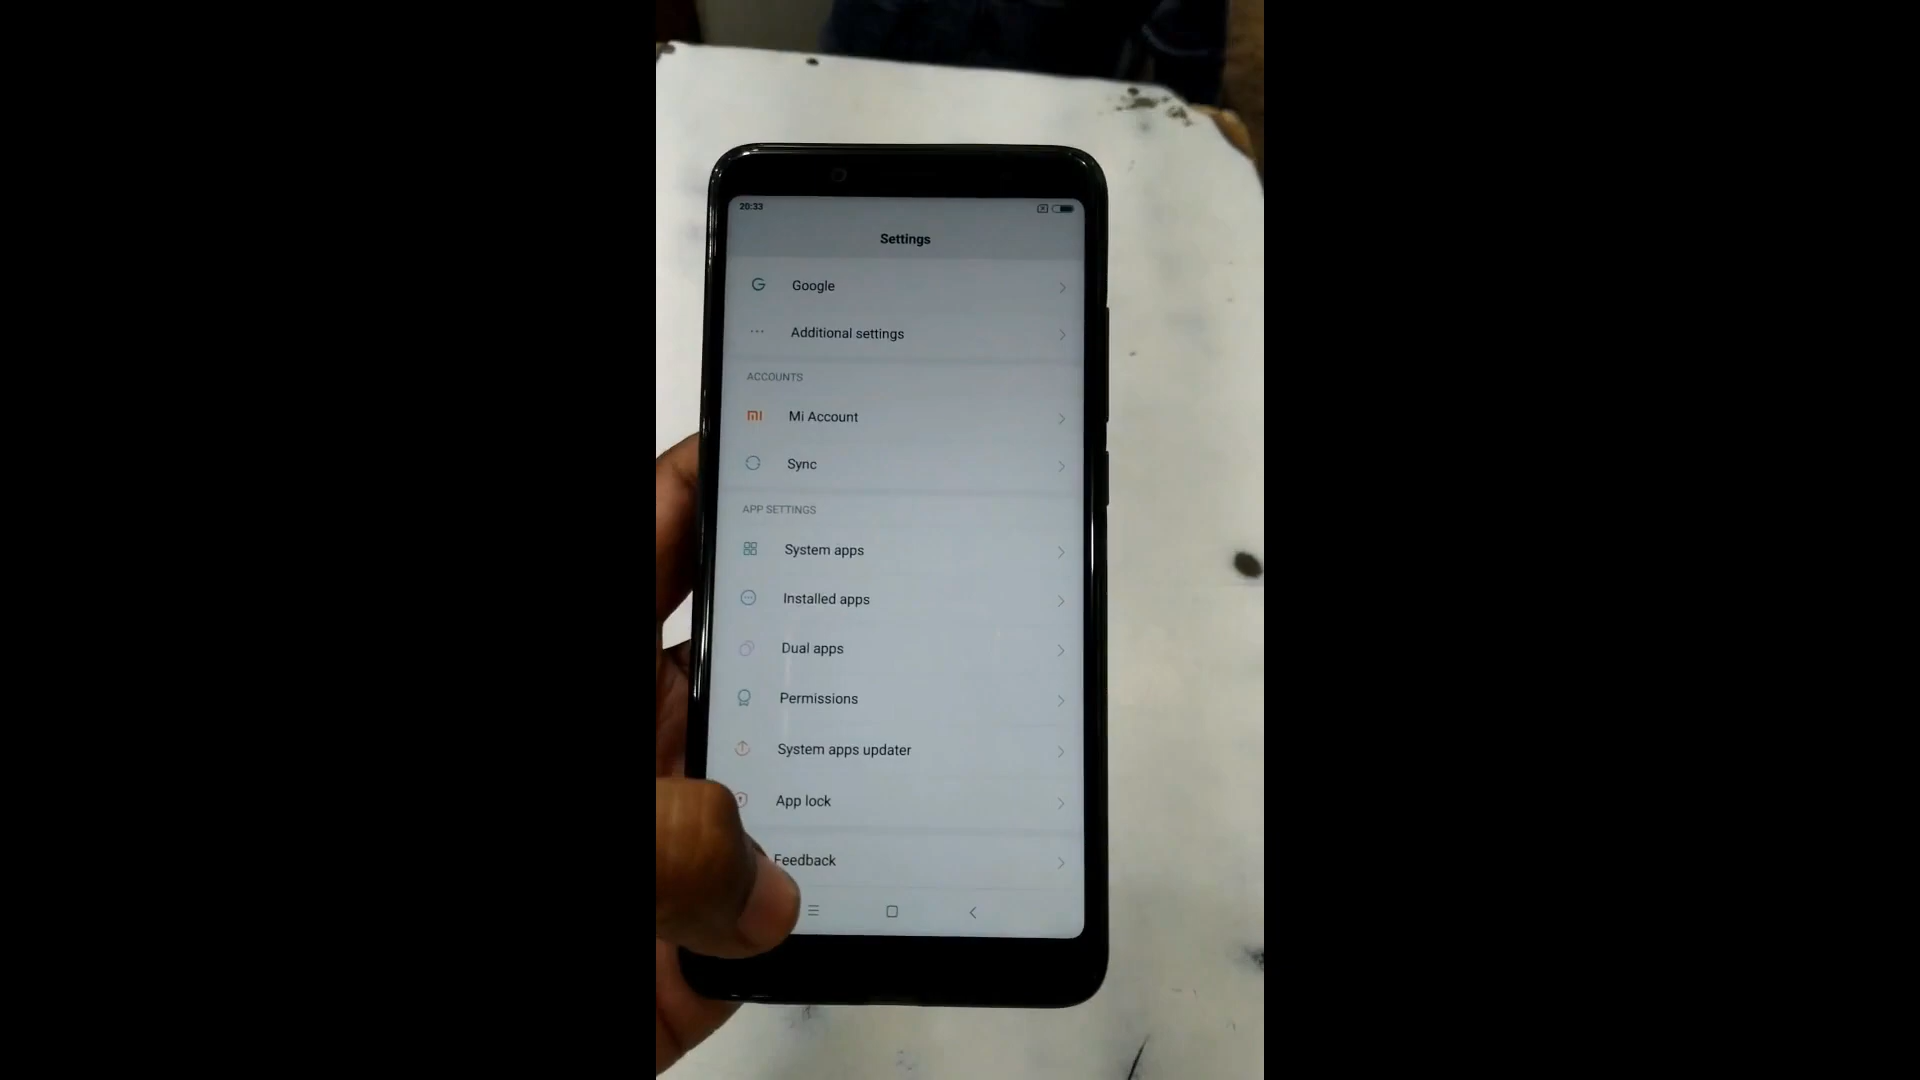 20:33
Settings
Google
Additional settings
ACCOUNTS
Mi Account
Sync
APP SETTINGS
System apps
Installed apps
Dual apps
Permissions
System apps updater
App lock
Feedback